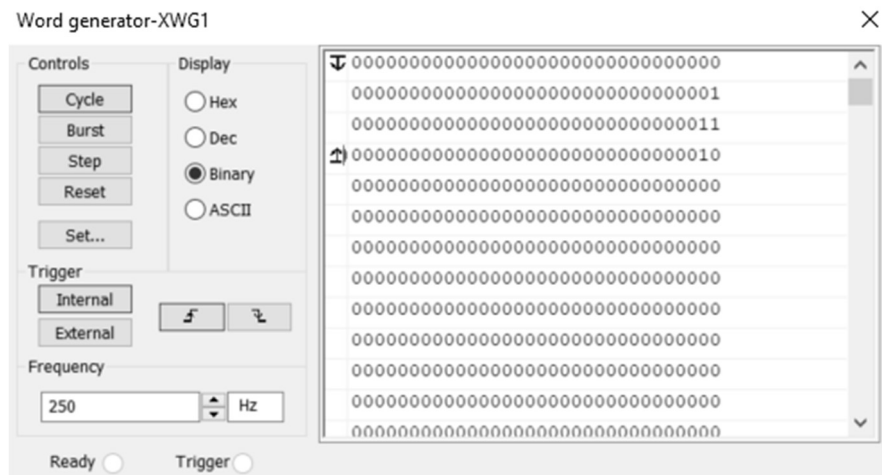 Word generator-XWG1
Controls
Cycle
Burst
Step
Reset
Set...
Display
Hex
Dec
Binary
ASCII
Trigger
Internal
External
Frequency
250
Hz
Ready
Trigger
00000000000000000000000000000000
00000000000000000000000000000001
00000000000000000000000000000011
00000000000000000000000000000010
00000000000000000000000000000000
00000000000000000000000000000000
00000000000000000000000000000000
00000000000000000000000000000000
00000000000000000000000000000000
00000000000000000000000000000000
00000000000000000000000000000000
00000000000000000000000000000000
00000000000000000000000000000000